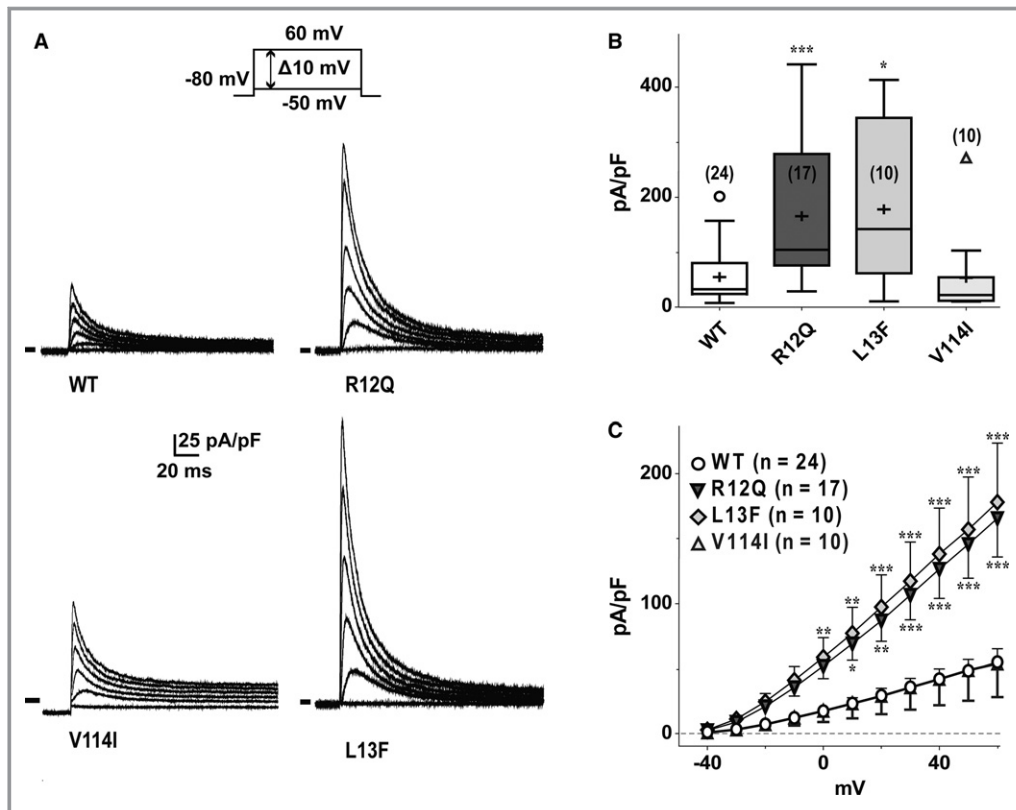 A
60 mV
-80 mV
Δ10 mV
-50 mV
WT
R12Q
25 pA/pF
20 ms
V114I
L13F
B
***
*
400
(10)
(24)
(17)
(10)
pA/pF
200
0
WT
R12Q
L13F
V114I
C
WT (n = 24)
R12Q (n = 17)
L13F (n = 10)
V114I (n = 10)
200
pA/pF
100
0
** ** *** *** *** *** ***
* ** *** *** *** ***
-40
0
40
mV